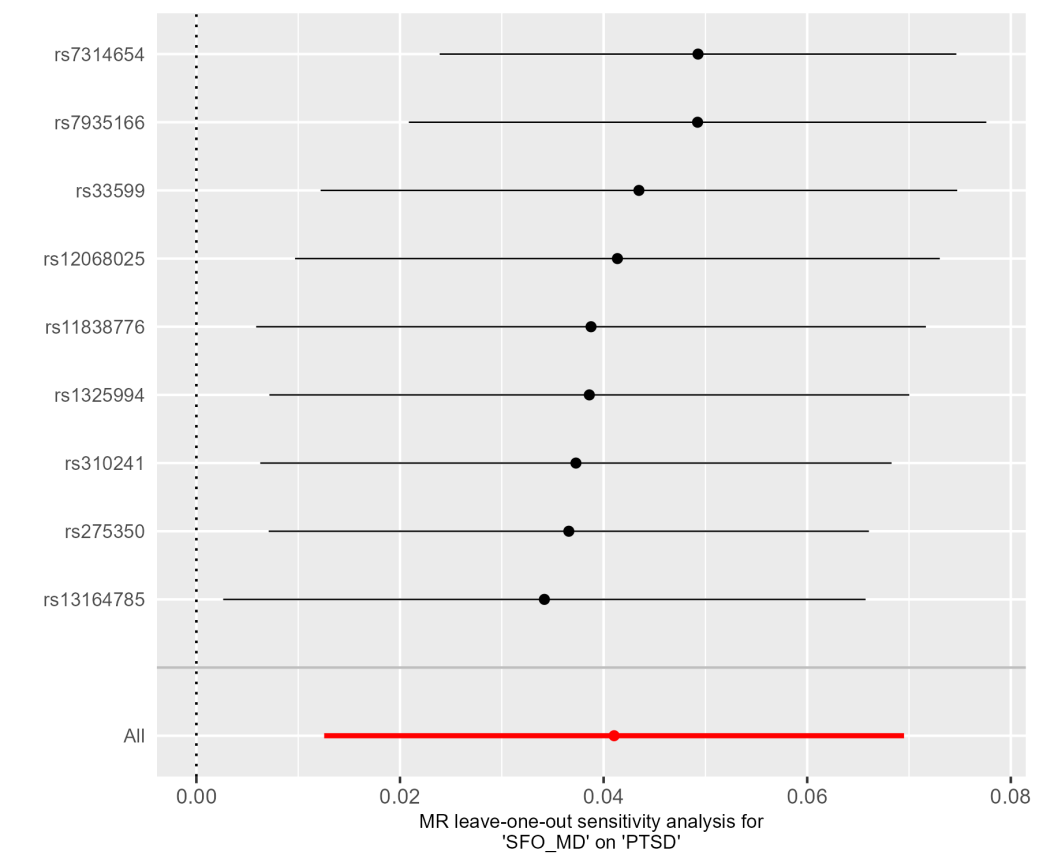 rs7314654
rs7935166
rs33599
rs12068025
rs11838776
rs1325994
rs310241
rs275350
rs13164785
All
0.00 0.02 0.04 0.06 0.08
MR leave-one-out sensitivity analysis for
'SFO_MD' on 'PTSD'